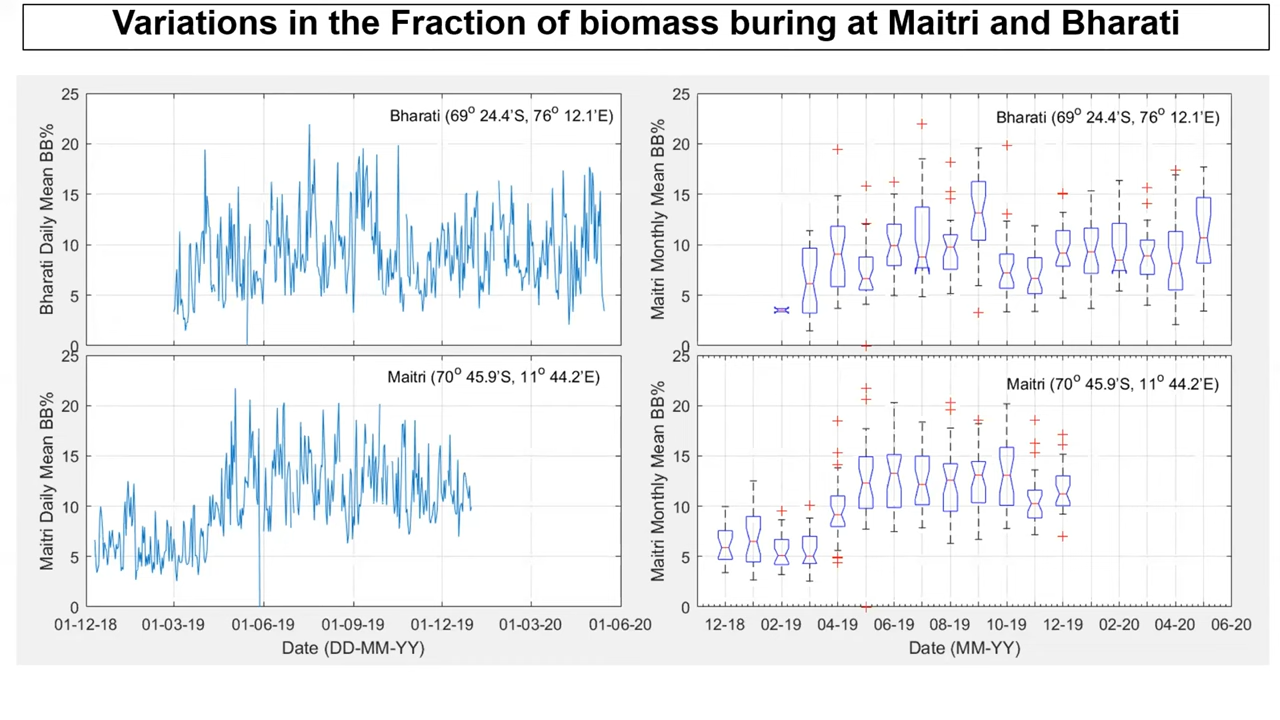 Variations in the Fraction of biomass buring at Maitri and Bharati
Bharati Daily Mean BB%
25
20
15
10
5
0
Bharati (69° 24.4'S, 76° 12.1'E)
Maitri Monthly Mean BB%
25
20
15
10
5
0
Bharati (69° 24.4'S, 76° 12.1'E)
Maitri Daily Mean BB%
25
20
15
10
5
0
Maitri (70° 45.9'S, 11° 44.2'E)
01-12-18 01-03-19 01-06-19 01-09-19 01-12-19 01-03-20 01-06-20
Date (DD-MM-YY)
Maitri Monthly Mean BB%
25
20
15
10
5
0
Maitri (70° 45.9'S, 11° 44.2'E)
12-18 02-19 04-19 06-19 08-19 10-19 12-19 02-20 04-20 06-20
Date (MM-YY)